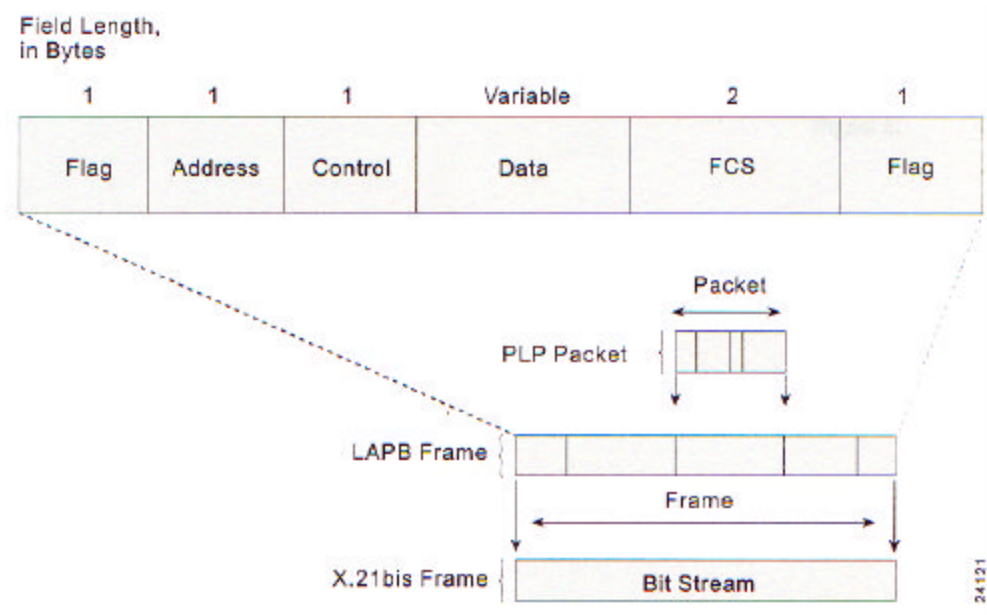 Field Length,
in Bytes
1 1 1 Variable 2 1
Flag Address Control Data FCS Flag
Packet
PLP Packet
LAPB Frame
Frame
X.21bis Frame
Bit Stream
24121